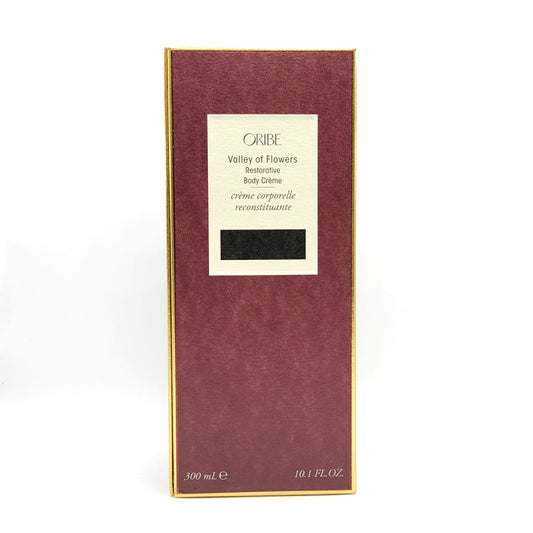 ORIBE
Valley of Flowers
Restorative
Body Crème
crème corporelle
reconstituante
300 mL ℮
10.1 FL.OZ.